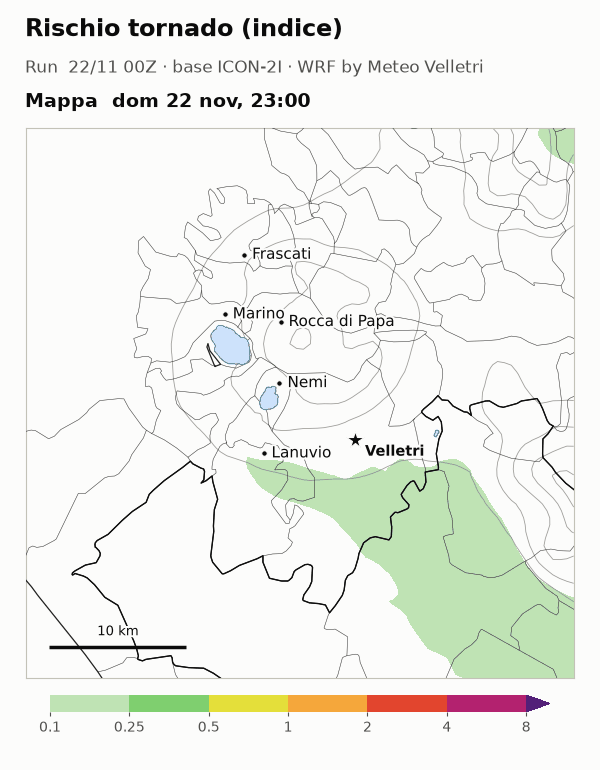 Rischio tornado (indice)
Run  22/11 00Z · base ICON-2I · WRF by Meteo Velletri
Mappa  dom 22 nov, 23:00
Frascati
Marino
Rocca di Papa
Nemi
Velletri
Lanuvio
10 km
0.1 0.25 0.5 1 2 4 8